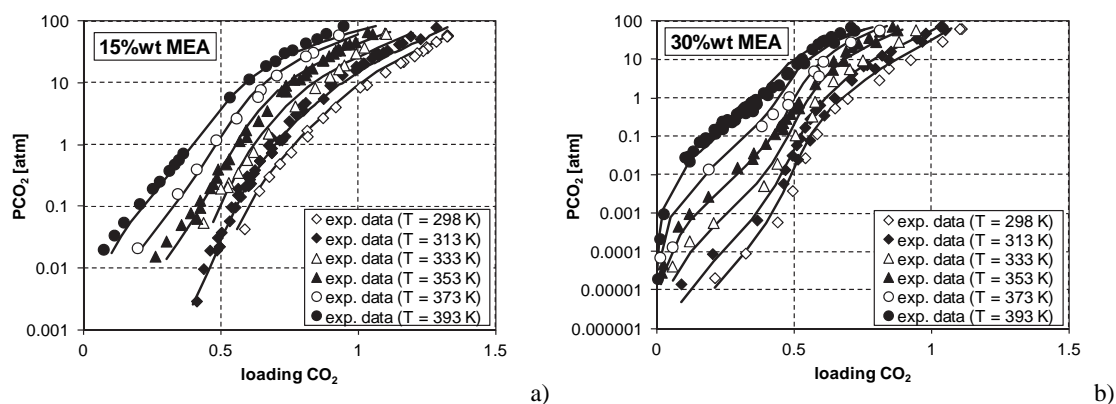 15%wt MEA
PCO2 [atm]
100
10
1
0.1
0.01
0.001
0
0.5
1
1.5
loading CO2
exp. data (T = 298 K)
exp. data (T = 313 K)
exp. data (T = 333 K)
exp. data (T = 353 K)
exp. data (T = 373 K)
exp. data (T = 393 K)
a)
30%wt MEA
PCO2 [atm]
100
10
1
0.1
0.01
0.001
0.0001
0.00001
0.000001
0
0.5
1
1.5
loading CO2
exp. data (T = 298 K)
exp. data (T = 313 K)
exp. data (T = 333 K)
exp. data (T = 353 K)
exp. data (T = 373 K)
exp. data (T = 393 K)
b)